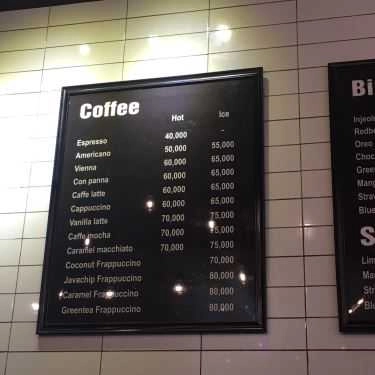 Coffee
Hot Ice
Espresso 40,000 -
Americano 50,000 55,000
Vienna 60,000 65,000
Con panna 60,000 65,000
Caffe latte 60,000 65,000
Cappuccino 60,000 65,000
Vanilla latte 70,000 75,000
Caffe mocha 70,000 75,000
Caramel macchiato 70,000 75,000
Coconut Frappuccino 70,000
Javachip Frappuccino 80,000
Caramel Frappuccino 80,000
Greentea Frappuccino 80,000
Bi
Injeol
Redbe
Oreo
Choc
Green
Mang
Straw
Blue
S
Lim
Ma
Str
Blu